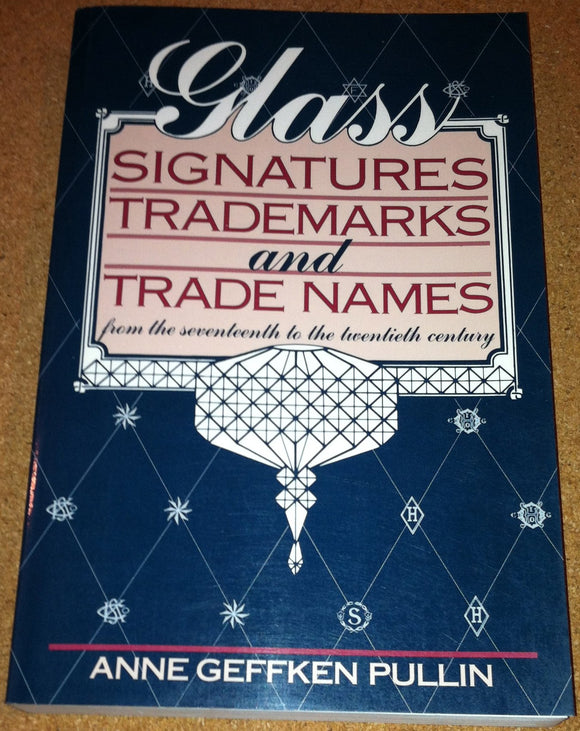 Glass
SIGNATURES
TRADEMARKS
and
TRADE NAMES
from the seventeenth to the twentieth century
H
F
H
S
H
ANNE GEFFKEN PULLIN